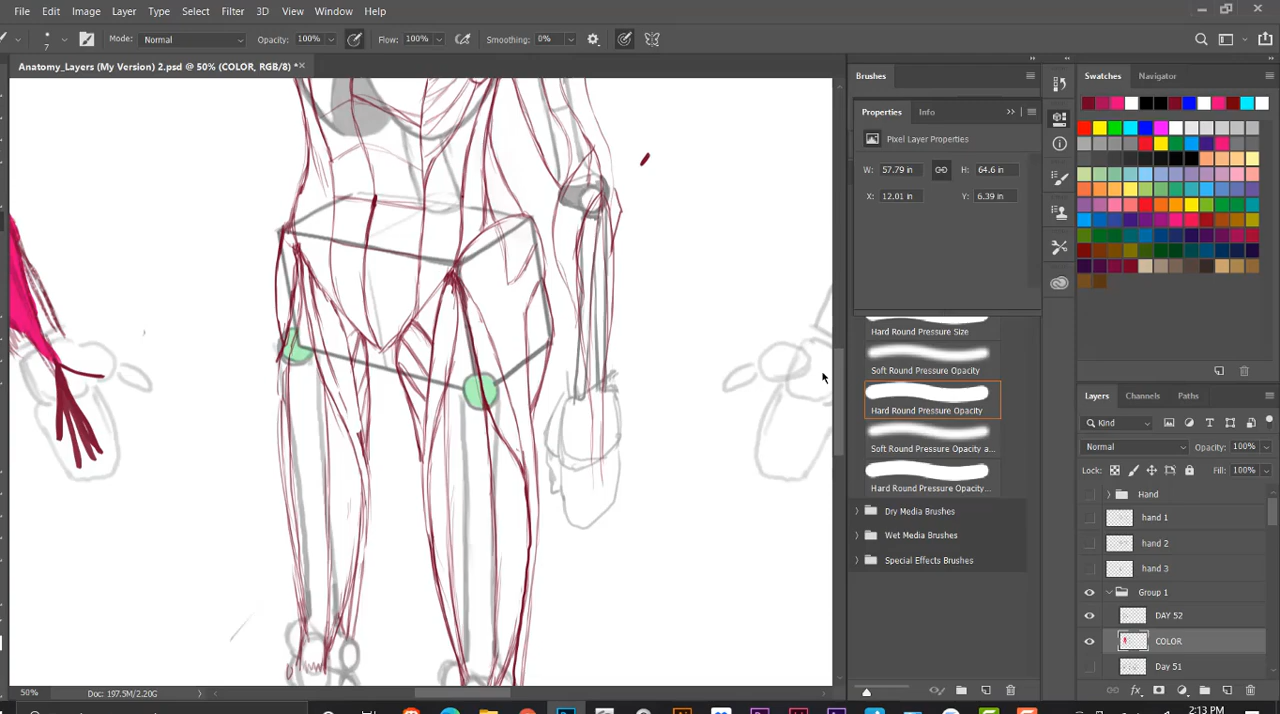 File Edit Image Layer Type Select Filter 3D View Window Help
7 Mode: Normal Opacity: 100% Flow: 100% Smoothing: 0%
Anatomy_Layers (My Version) 2.psd @ 50% (COLOR, RGB/8) *
Brushes
Properties Info
Pixel Layer Properties
W: 57.79 in H: 64.6 in
X: 12.01 in Y: 6.39 in
Hard Round Pressure Size
Soft Round Pressure Opacity
Hard Round Pressure Opacity
Soft Round Pressure Opacity a...
Hard Round Pressure Opacity...
Dry Media Brushes
Wet Media Brushes
Special Effects Brushes
Swatches Navigator
Layers Channels Paths
Kind
Normal Opacity: 100%
Lock: Fill: 100%
Hand
hand 1
hand 2
hand 3
Group 1
DAY 52
COLOR
Day 51
50% Doc: 197.5M/2.20G
2:13 PM